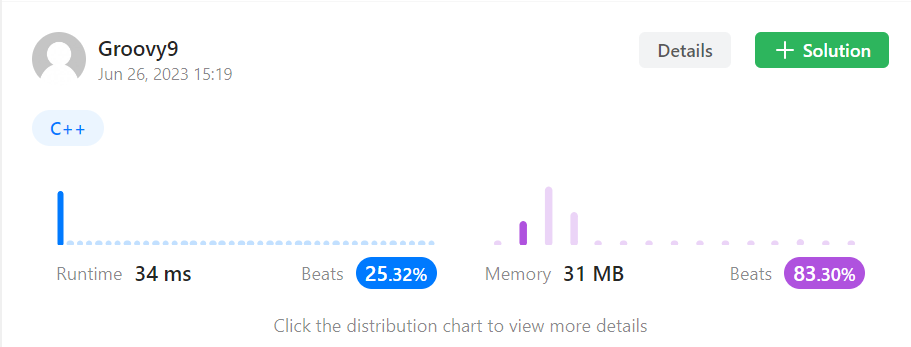 Groovy9
Jun 26, 2023 15:19
Details
Solution
C++
Runtime 34 ms Beats 25.32%
Memory 31 MB Beats 83.30%
Click the distribution chart to view more details